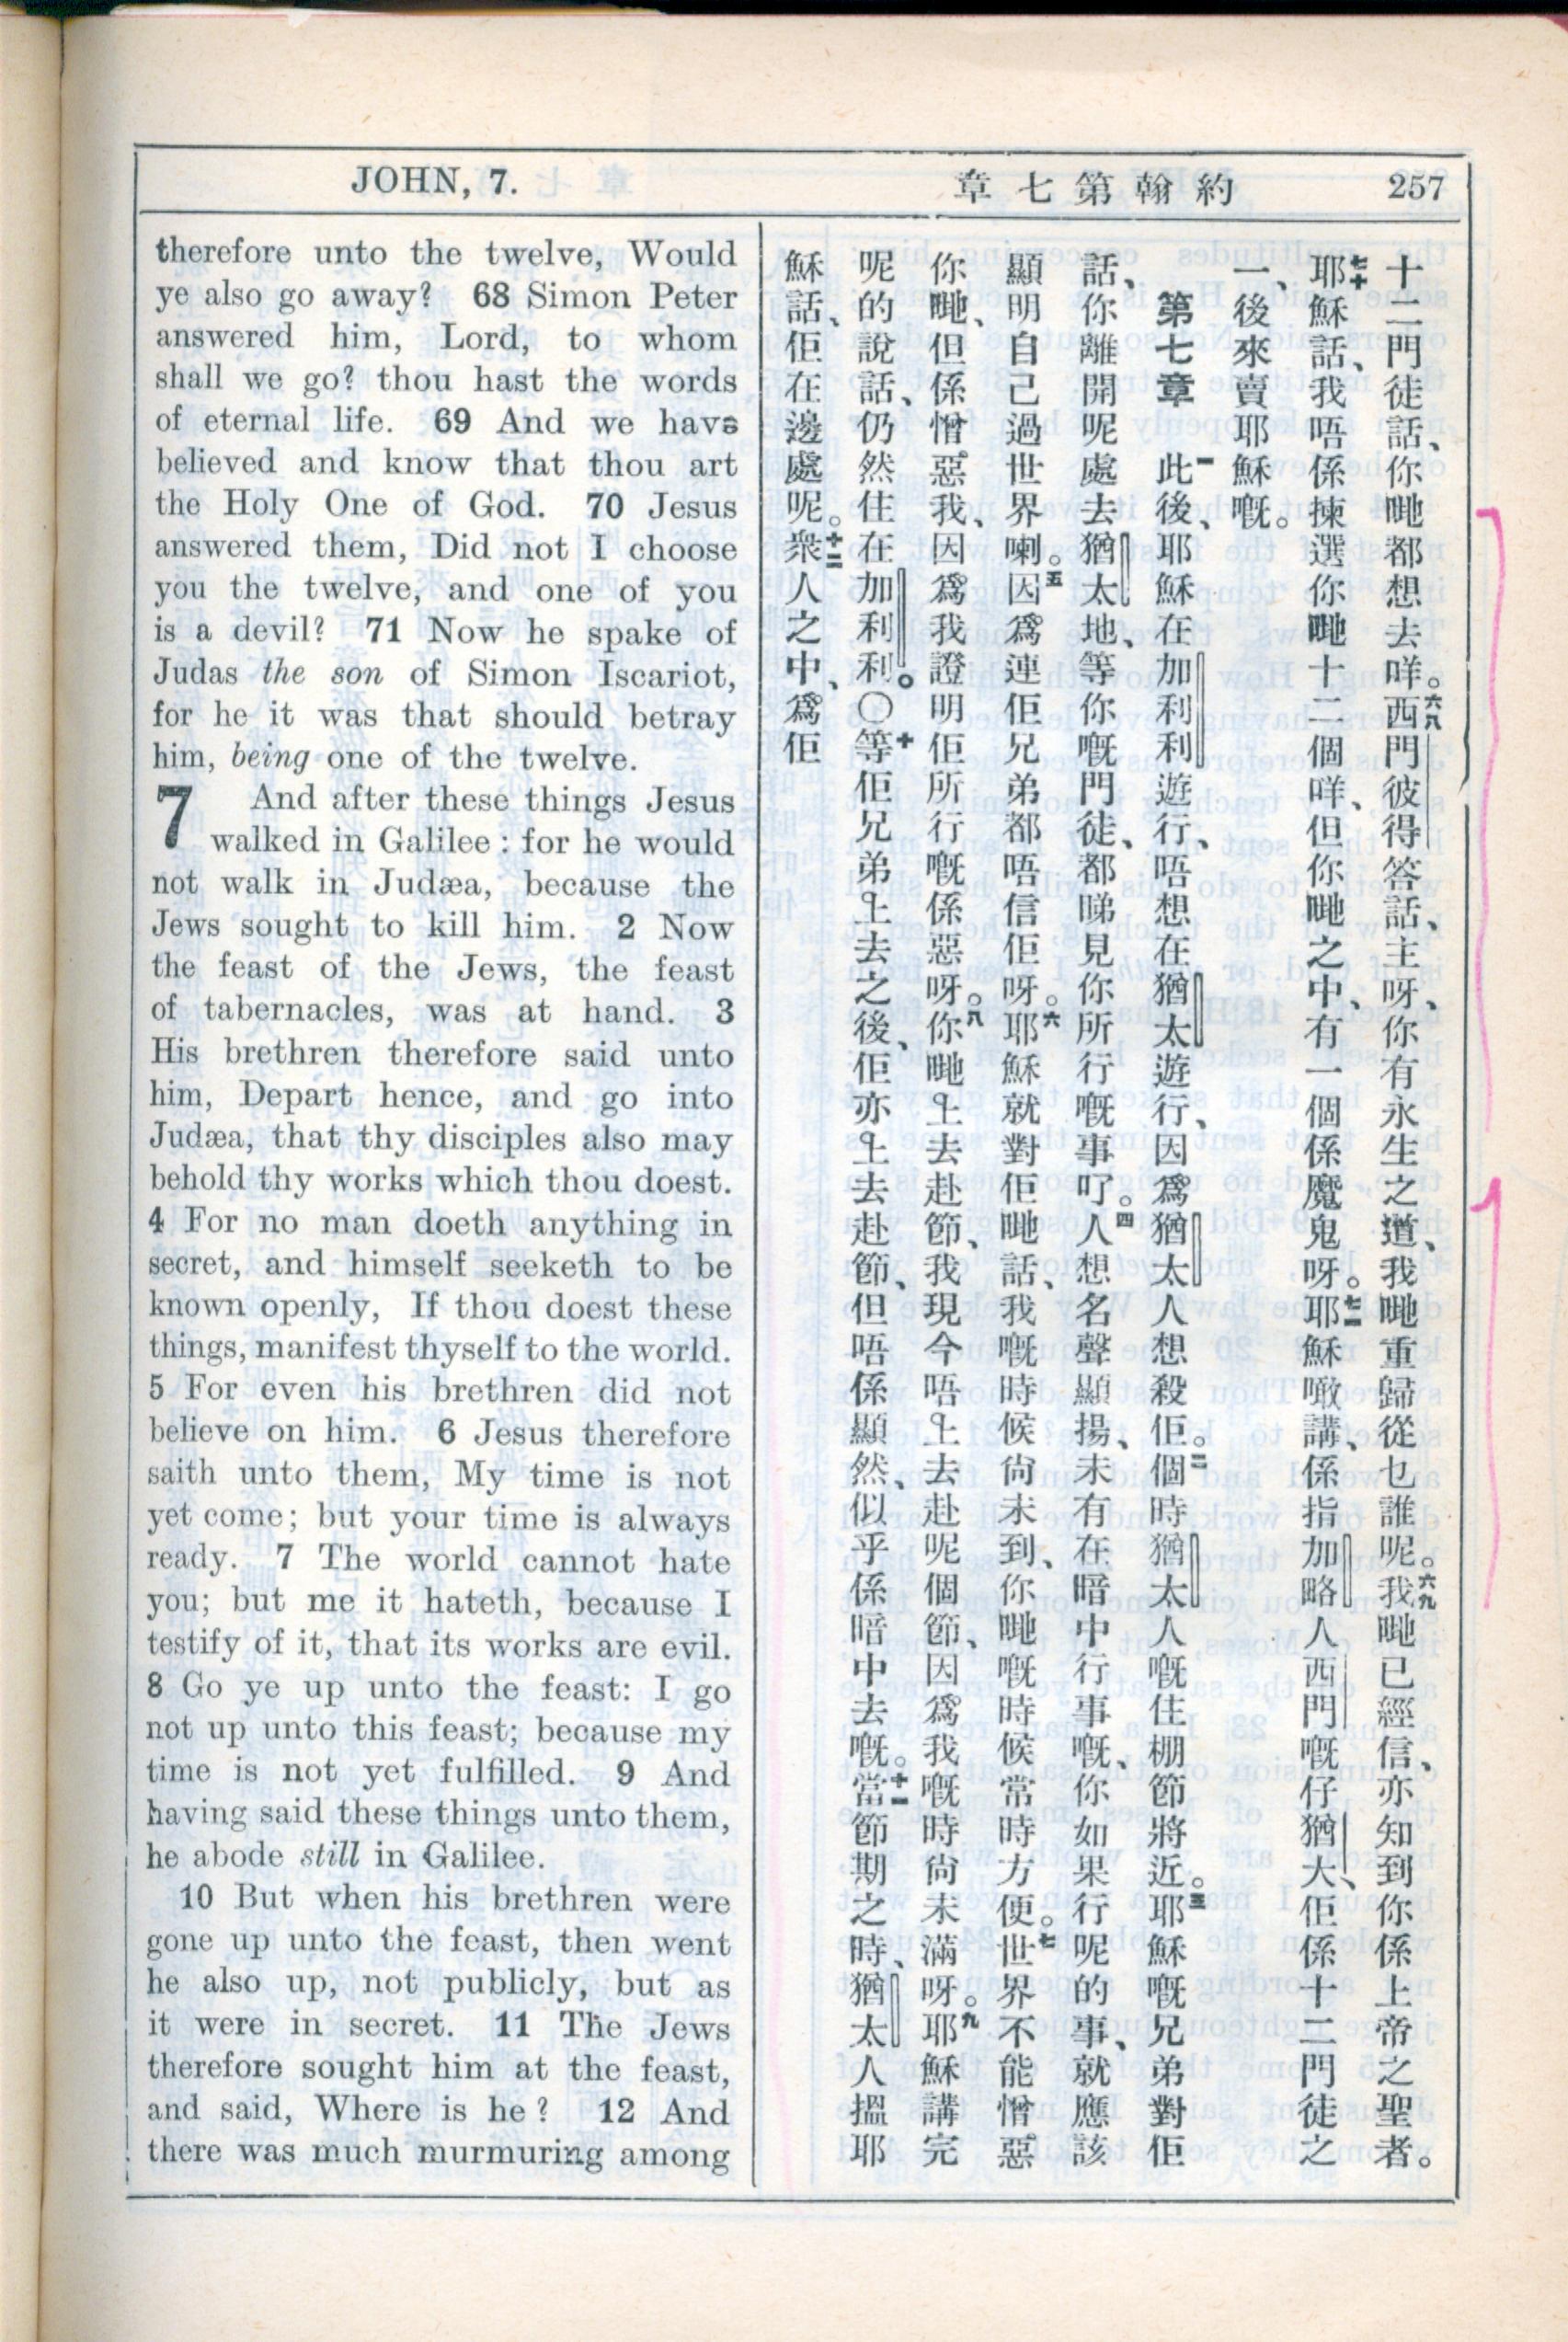 JOHN, 7.
章七第翰約
257
therefore unto the twelve, Would
ye also go away? 68 Simon Peter
answered him, Lord, to whom
shall we go? thou hast the words
of eternal life. 69 And we have
believed and know that thou art
the Holy One of God. 70 Jesus
answered them, Did not I choose
you the twelve, and one of you
is a devil? 71 Now he spake of
Judas the son of Simon Iscariot,
for he it was that should betray
him, being one of the twelve.
7 And after these things Jesus
walked in Galilee: for he would
not walk in Judæa, because the
Jews sought to kill him. 2 Now
the feast of the Jews, the feast
of tabernacles, was at hand. 3
His brethren therefore said unto
him, Depart hence, and go into
Judæa, that thy disciples also may
behold thy works which thou doest.
4 For no man doeth anything in
secret, and himself seeketh to be
known openly, If thou doest these
things, manifest thyself to the world.
5 For even his brethren did not
believe on him. 6 Jesus therefore
saith unto them, My time is not
yet come; but your time is always
ready. 7 The world cannot hate
you; but me it hateth, because I
testify of it, that its works are evil.
8 Go ye up unto the feast: I go
not up unto this feast; because my
time is not yet fulfilled. 9 And
having said these things unto them,
he abode still in Galilee.
10 But when his brethren were
gone up unto the feast, then went
he also up, not publicly, but as
it were in secret. 11 The Jews
therefore sought him at the feast,
and said, Where is he? 12 And
there was much murmuring among
十二門徒話、你哋都想去咩。六八西門彼得答話、主呀、你有永生之道、我哋重歸從乜誰呢。六九我哋已經信、亦知到你係上帝之聖者。
七十耶穌話、我唔係揀選你哋十二個咩、但你哋之中、有一個係魔鬼呀。七一耶穌噉講、係指加略人西門嘅仔猶大、佢係十二門徒之
一、後來賣耶穌嘅。
第七章 一此後、耶穌在加利利遊行、唔想在猶太遊行、因爲猶太人想殺佢。二個時猶太人嘅住棚節將近。三耶穌嘅兄弟對佢
話、你離開呢處去猶太地、等你嘅門徒、都睇見你所行嘅事吖。四人想名聲顯揚、未有在暗中行事嘅、你如果行呢的事、就應該
顯明自己過世界喇。五因爲連佢兄弟都唔信佢呀。六耶穌就對佢哋話、我嘅時候尙未到、你哋嘅時候常時方便。七世界不能憎惡
你哋、但係憎惡我、因爲我證明佢所行嘅係惡呀。八你哋上去赴節、我現今唔上去赴呢個節、因爲我嘅時尙未滿呀。九耶穌講完
呢的說話、仍然住在加利利。〇十等佢兄弟上去之後、佢亦上去赴節、但唔係顯然、似乎係暗中去嘅。十一當節期之時、猶太人搵耶
穌話、佢在邊處呢。十二衆人之中、爲佢